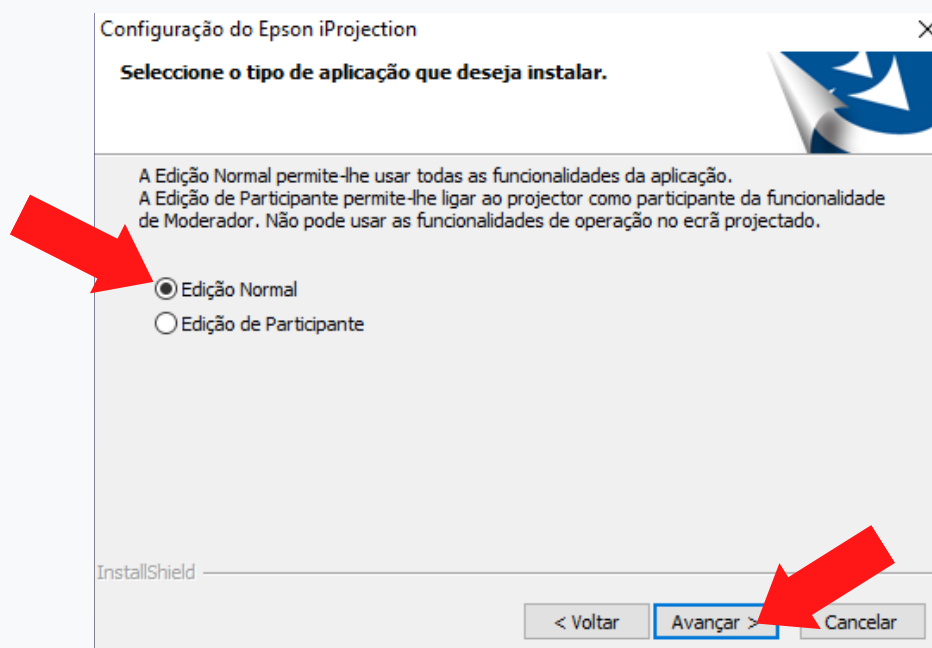 Configuração do Epson iProjection
Seleccione o tipo de aplicação que deseja instalar.
A Edição Normal permite-lhe usar todas as funcionalidades da aplicação.
A Edição de Participante permite-lhe ligar ao projector como participante da funcionalidade
de Moderador. Não pode usar as funcionalidades de operação no ecrã projectado.
Edição Normal
Edição de Participante
InstallShield
< Voltar
Avançar >
Cancelar